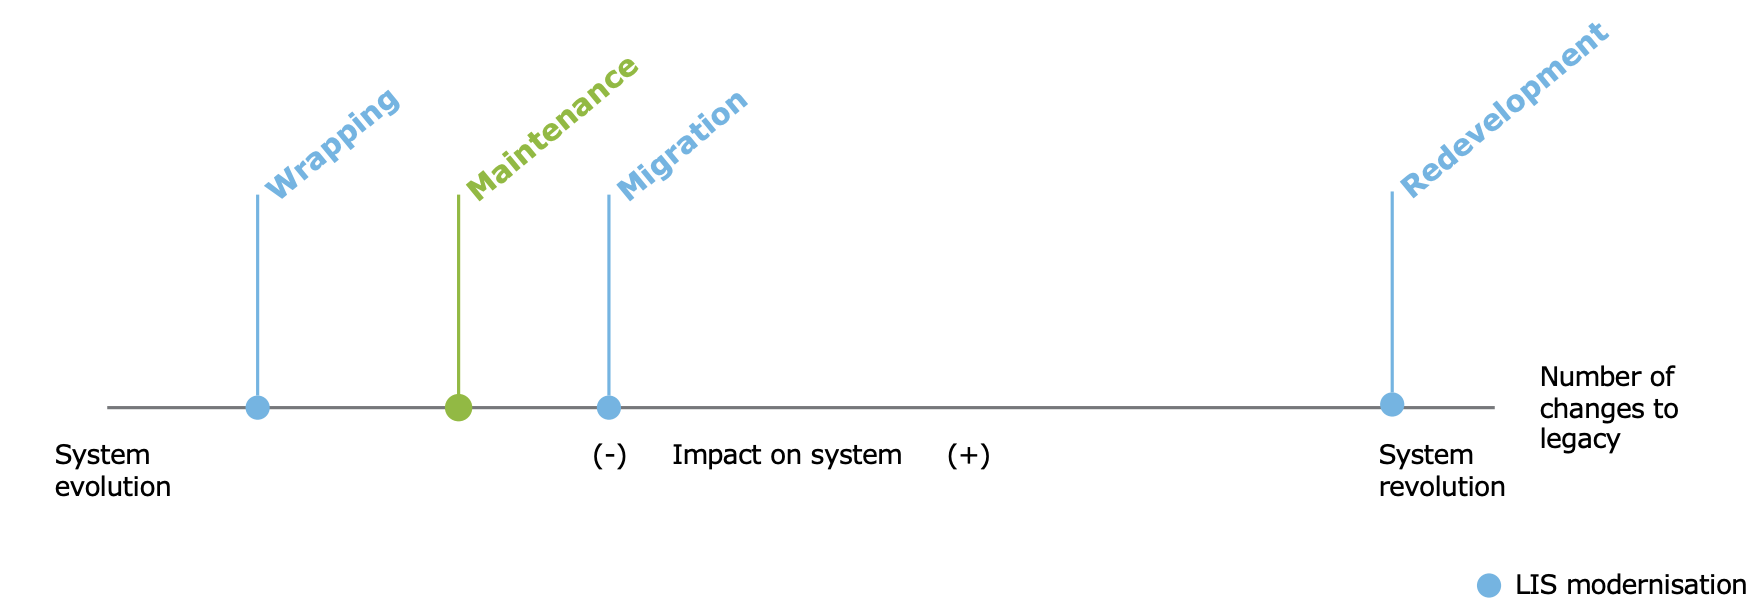 Wrapping
Maintenance
Migration
Redevelopment
Number of
changes to
legacy
System
evolution
(-) Impact on system (+)
System
revolution
LIS modernisation